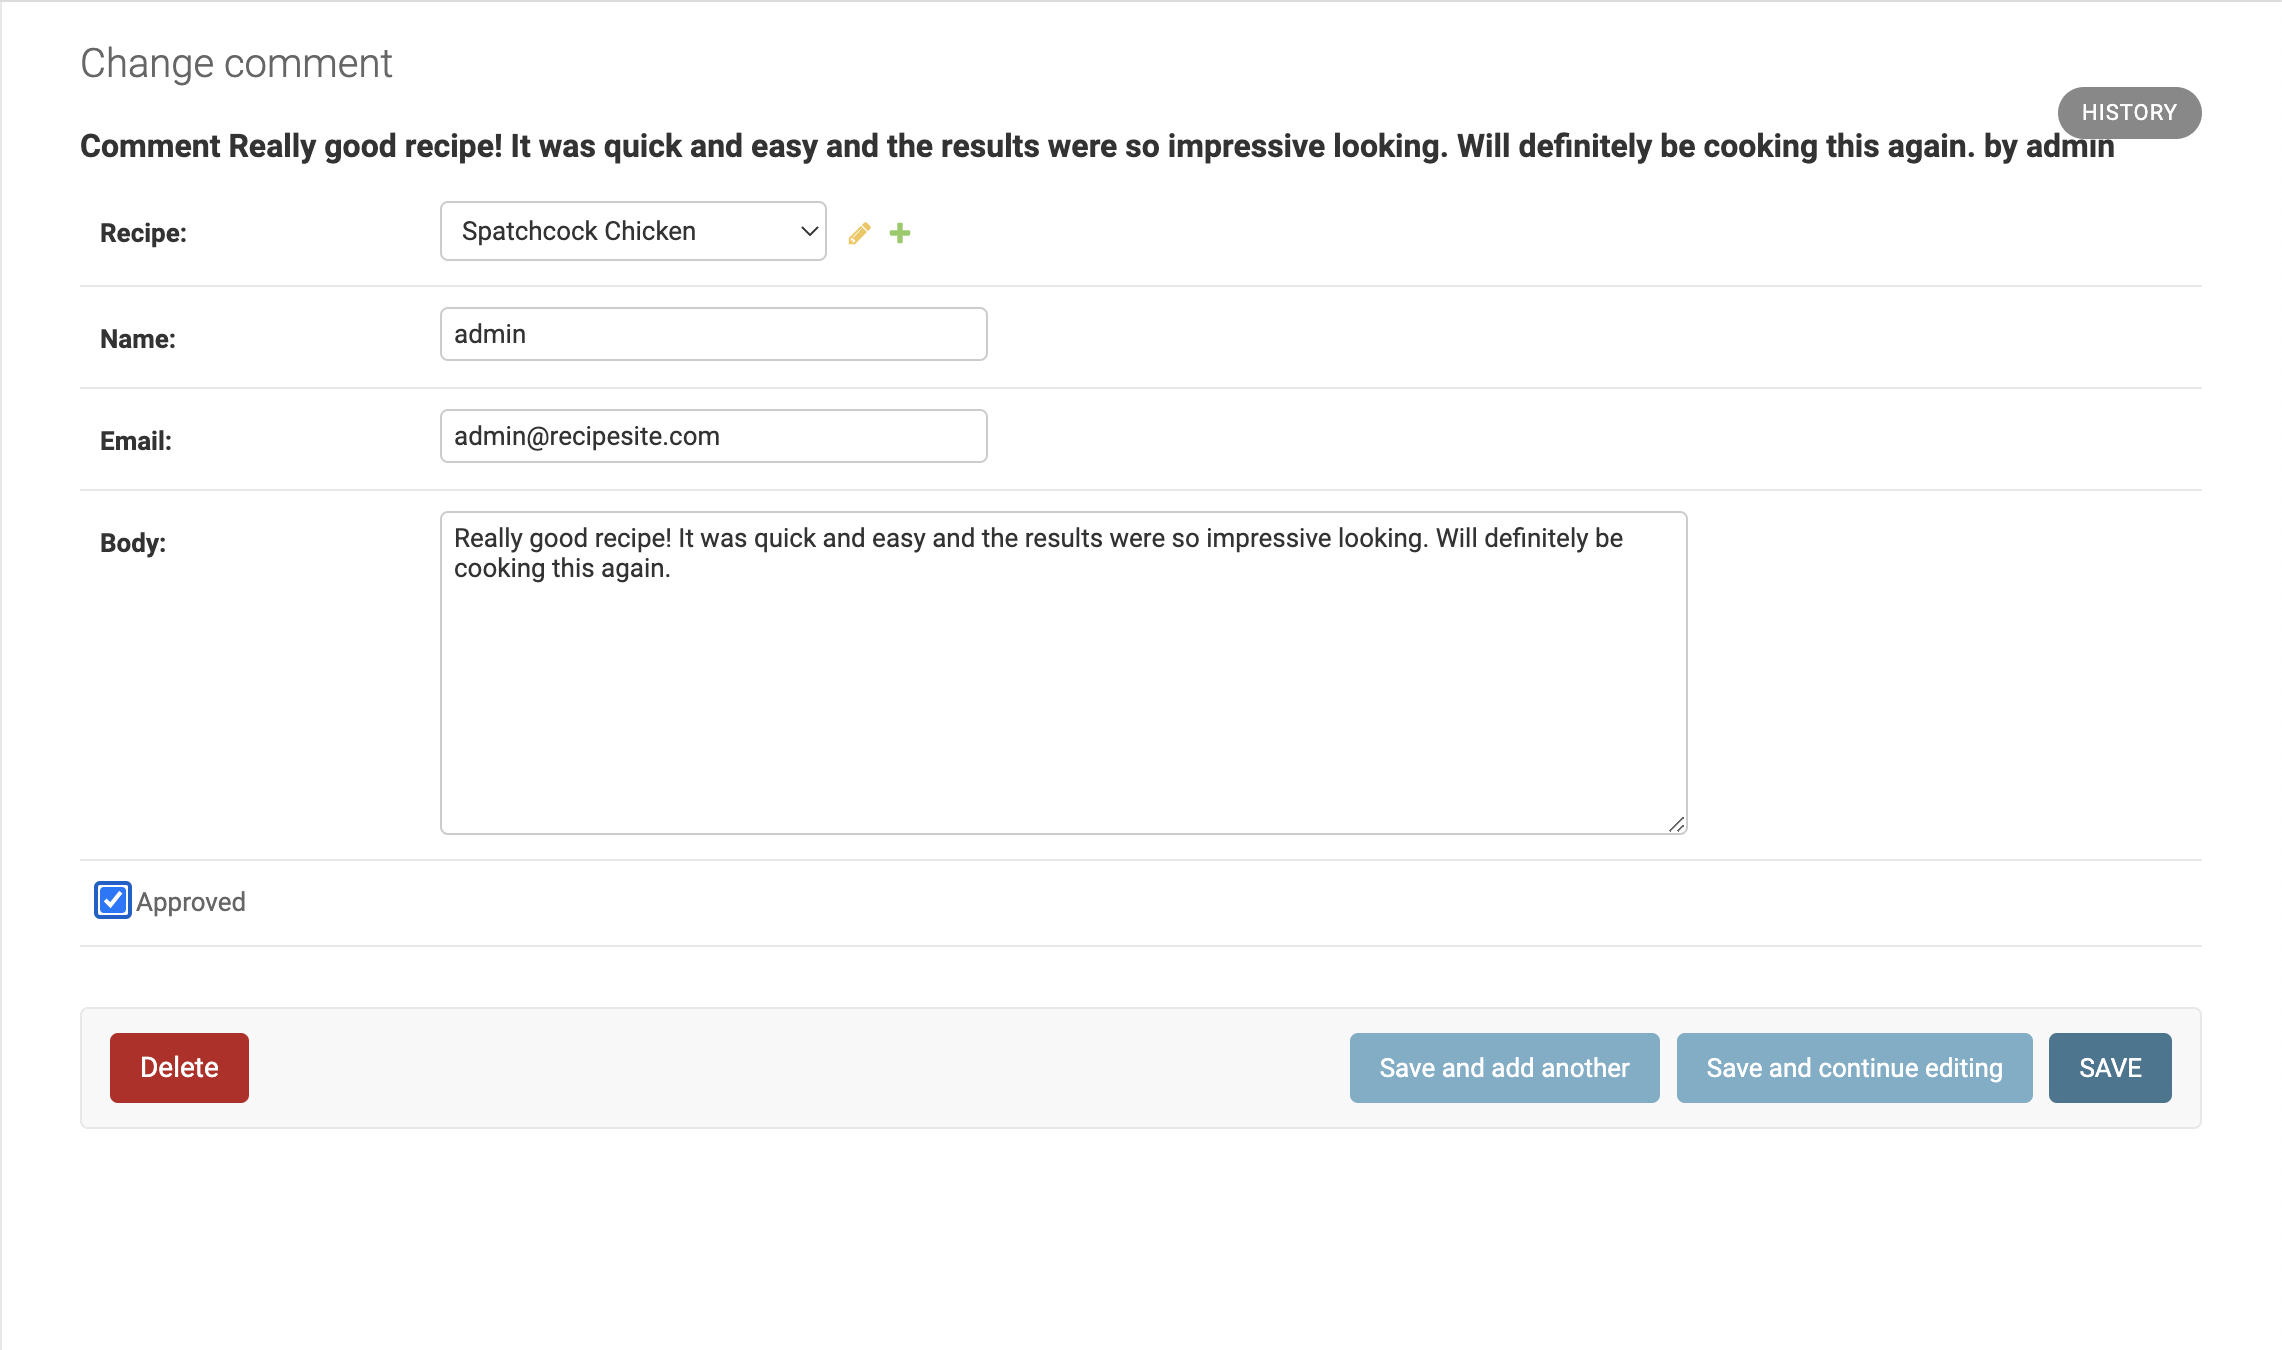 Change comment
HISTORY
Comment Really good recipe! It was quick and easy and the results were so impressive looking. Will definitely be cooking this again. by admin
Recipe:
Spatchcock Chicken
Name:
admin
Email:
admin@recipesite.com
Body:
Really good recipe! It was quick and easy and the results were so impressive looking. Will definitely be
cooking this again.
Approved
Delete
Save and add another
Save and continue editing
SAVE